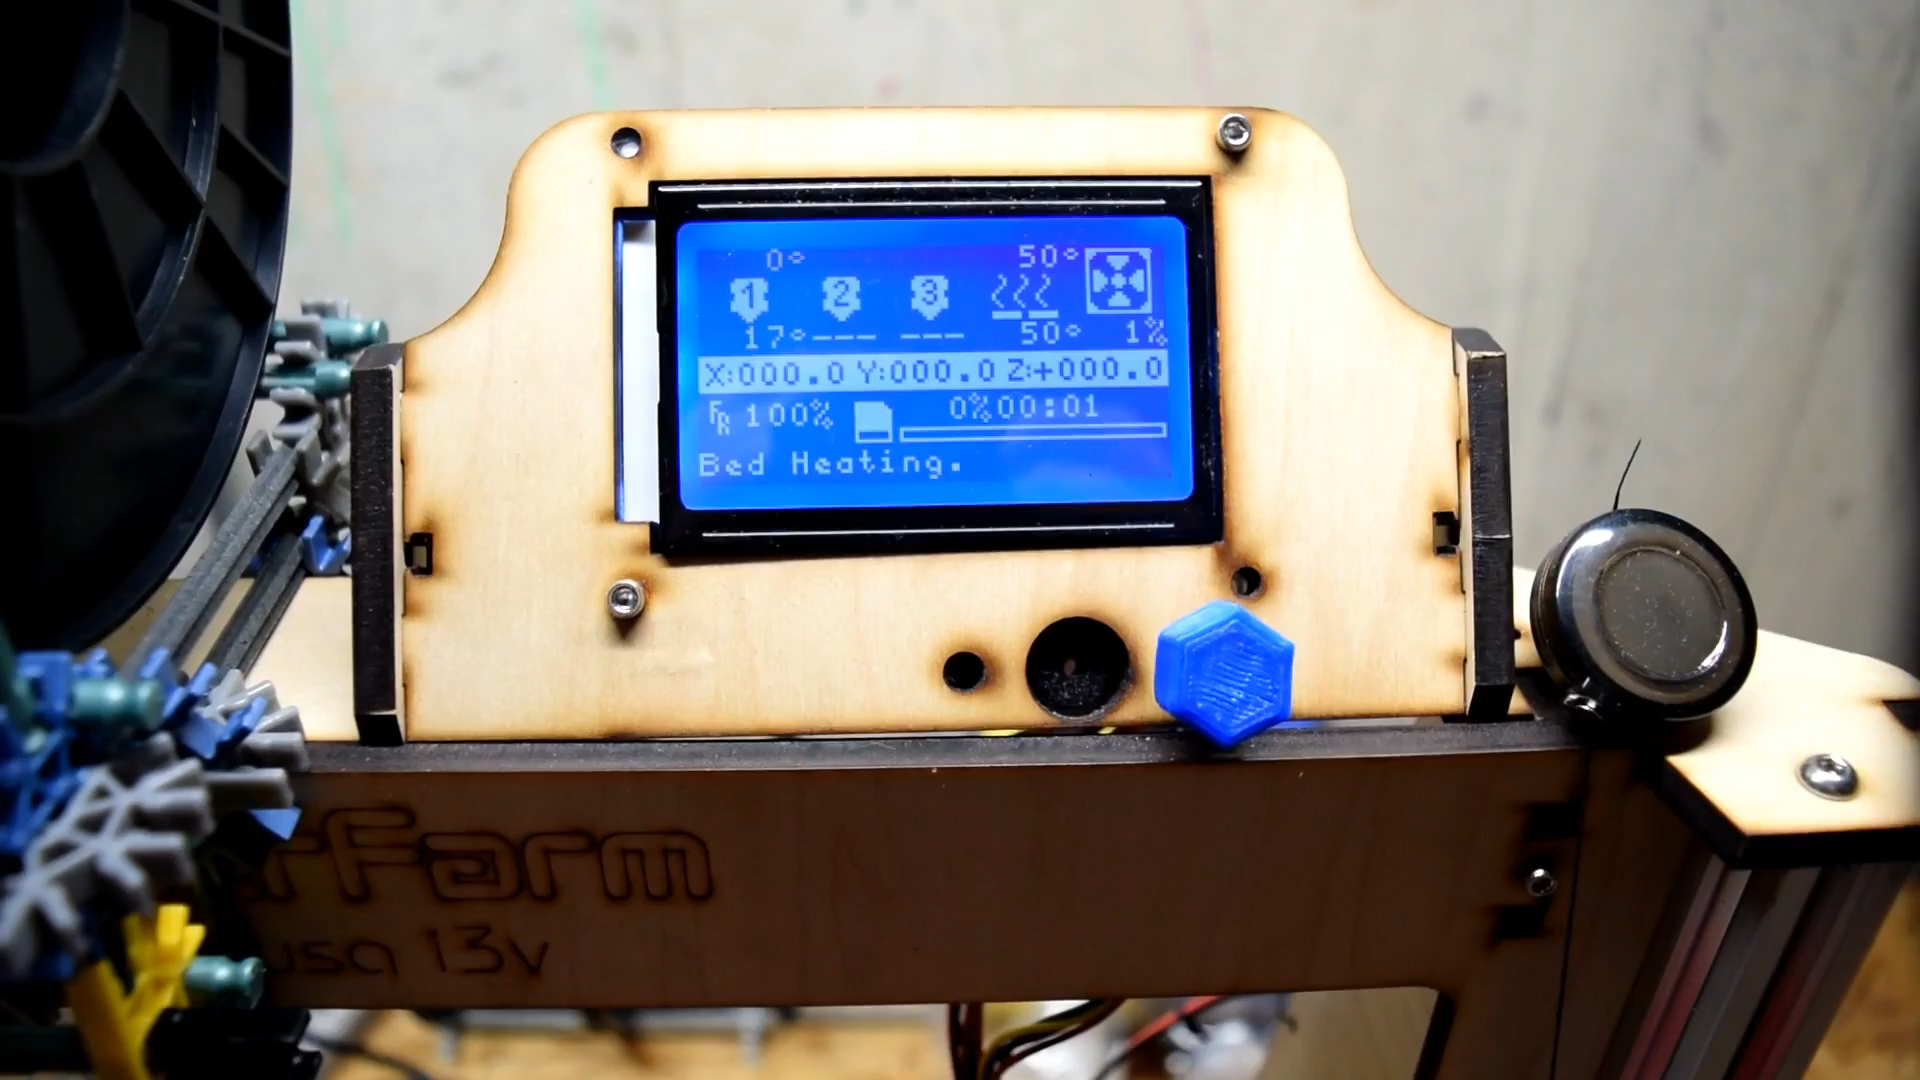 0° 50°
1 2 3
17° --- --- 50° 1%
X:000.0 Y:000.0 Z:+000.0
FR 100% 0% 00:01
Bed Heating.
rFarm
usa i3v